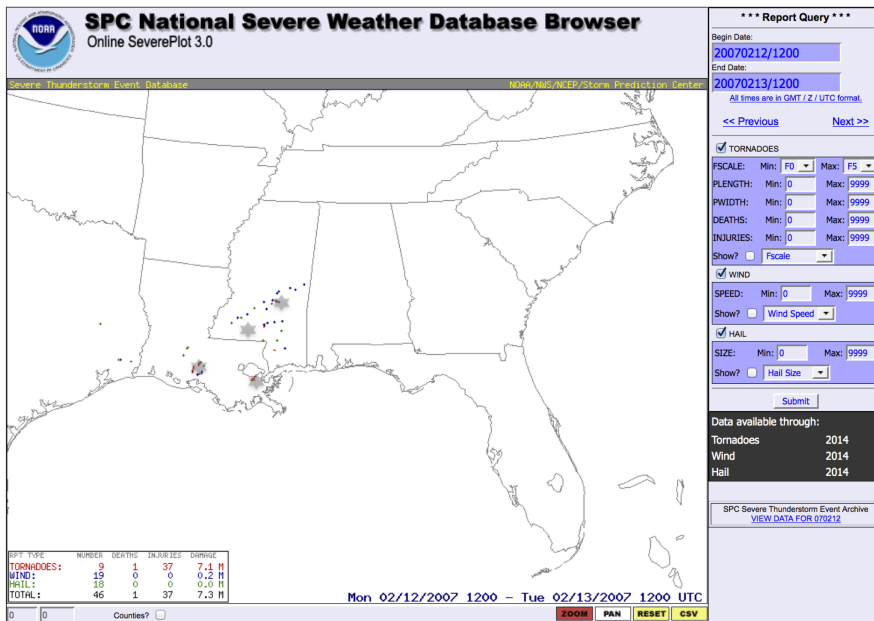 NOAA
SPC National Severe Weather Database Browser
Online SeverePlot 3.0
Severe Thunderstorm Event Database
NOAA/NWS/NCEP/Storm Prediction Center
RPT TYPE NUMBER DEATHS INJURIES DAMAGE
TORNADOES: 9 1 37 7.1 M
WIND: 19 0 0 0.2 M
HAIL: 18 0 0 0.0 M
TOTAL: 46 1 37 7.3 M
Mon 02/12/2007 1200 - Tue 02/13/2007 1200 UTC
0 0 Counties? ZOOM PAN RESET CSV
* * * Report Query * * *
Begin Date:
20070212/1200
End Date:
20070213/1200
All times are in GMT / Z / UTC format.
<< Previous Next >>
TORNADOES
FSCALE: Min: F0 Max: F5
PLENGTH: Min: 0 Max: 9999
PWIDTH: Min: 0 Max: 9999
DEATHS: Min: 0 Max: 9999
INJURIES: Min: 0 Max: 9999
Show? Fscale
WIND
SPEED: Min: 0 Max: 9999
Show? Wind Speed
HAIL
SIZE: Min: 0 Max: 9999
Show? Hail Size
Submit
Data available through:
Tornadoes 2014
Wind 2014
Hail 2014
SPC Severe Thunderstorm Event Archive
VIEW DATA FOR 070212